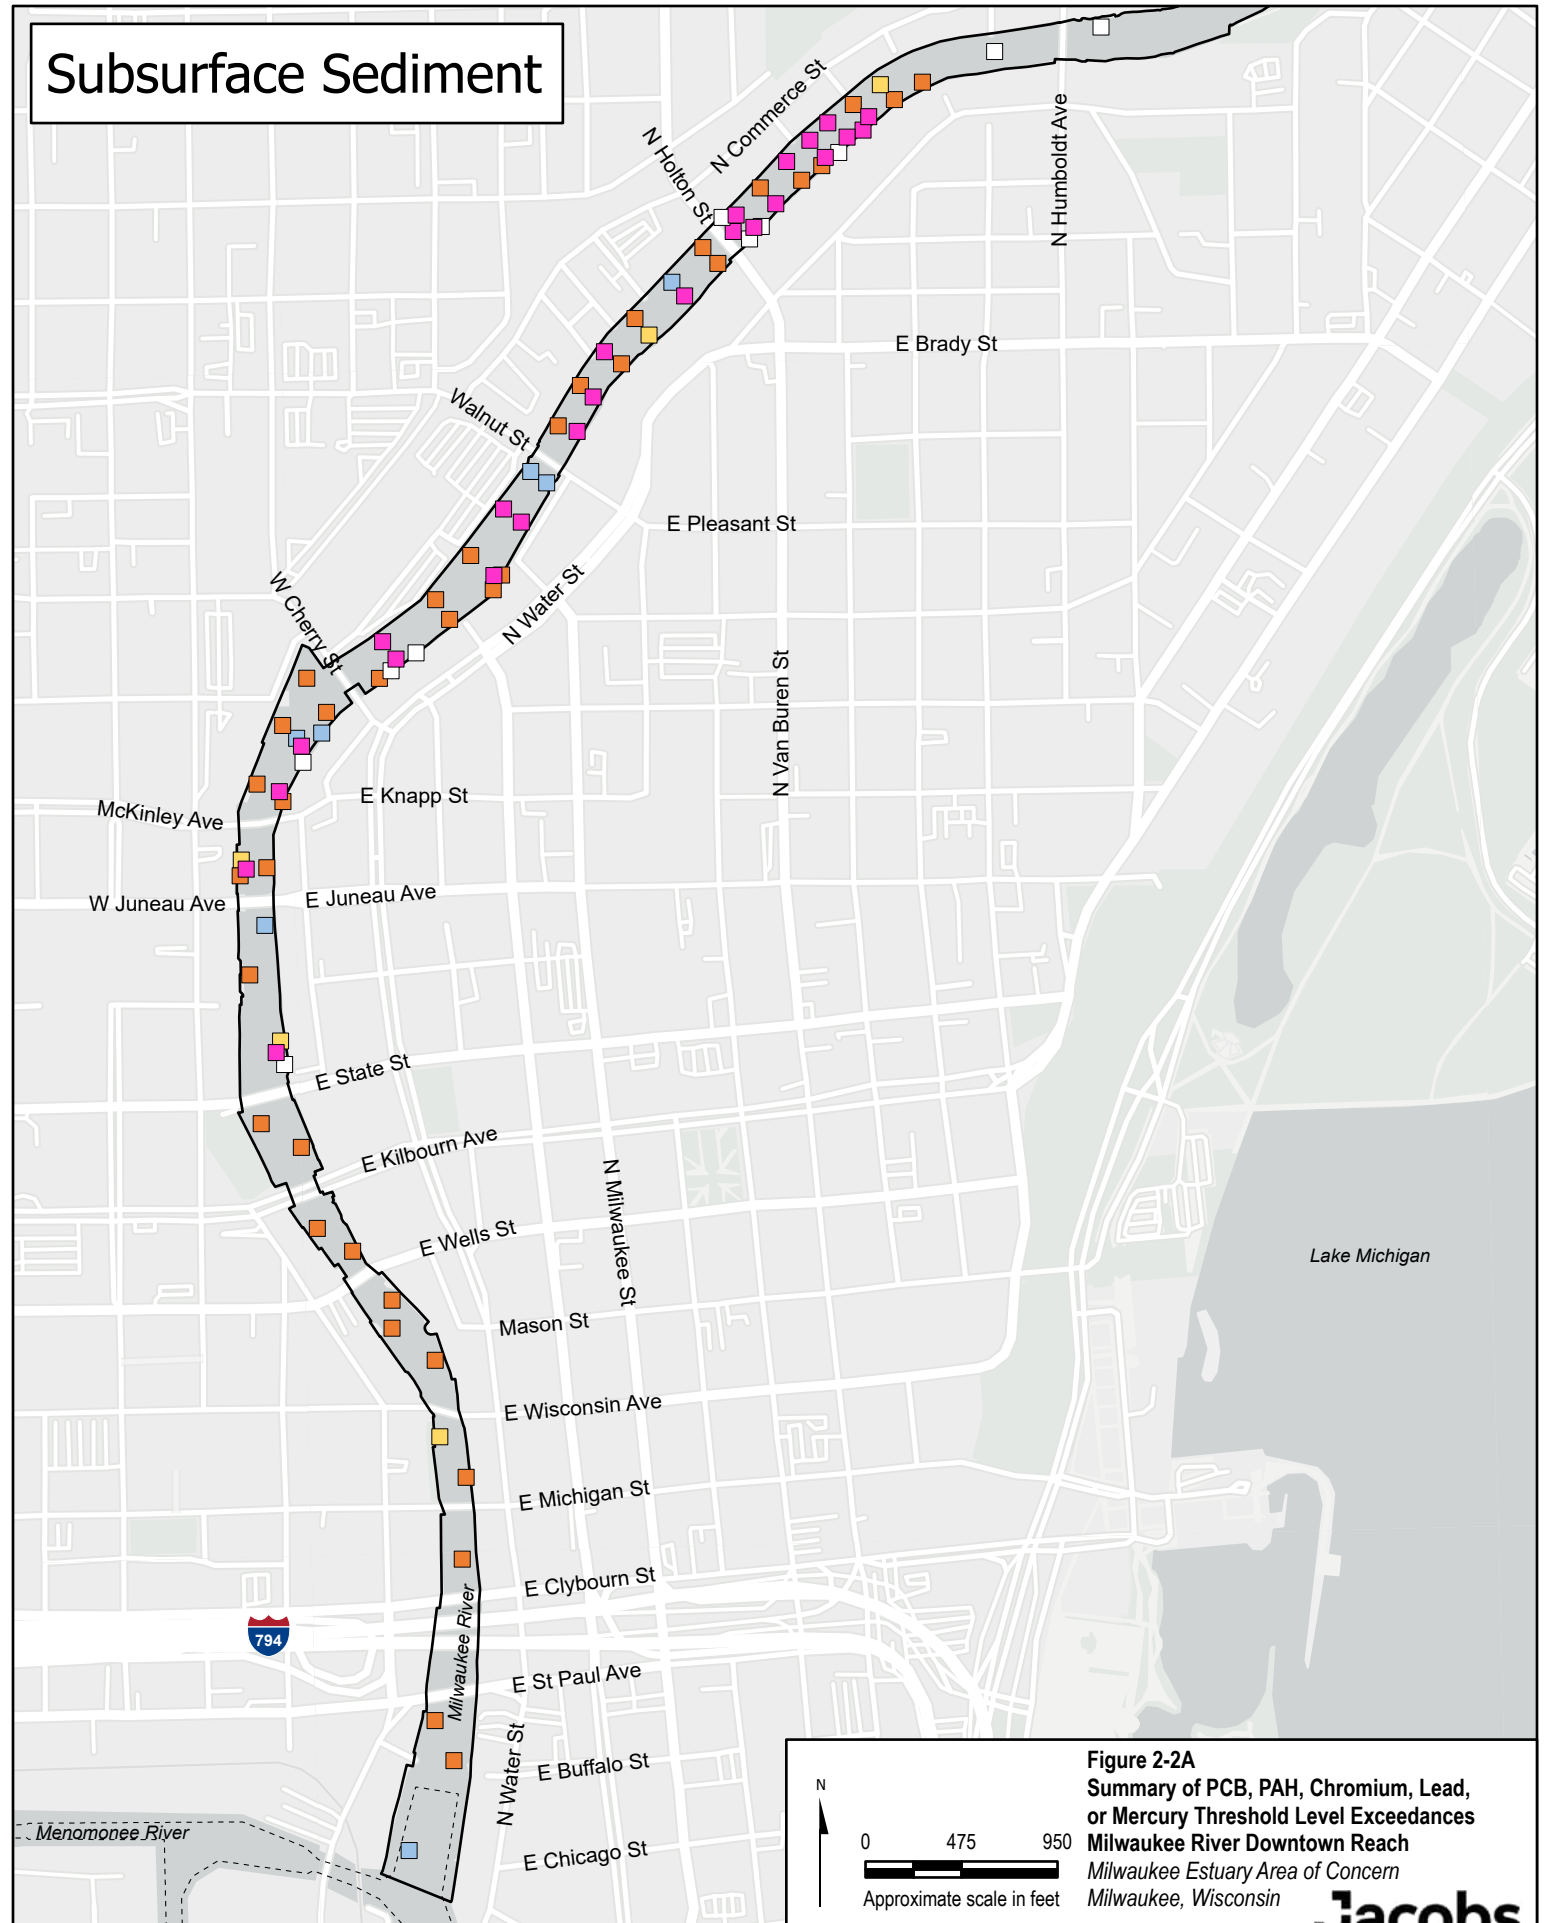 Subsurface Sediment
N Commerce St
N Holton St
N Humboldt Ave
E Brady St
Walnut St
E Pleasant St
N Water St
W Cherry St
N Van Buren St
E Knapp St
McKinley Ave
W Juneau Ave
E Juneau Ave
E State St
E Kilbourn Ave
N Milwaukee St
E Wells St
Lake Michigan
Mason St
E Wisconsin Ave
E Michigan St
E Clybourn St
Milwaukee River
794
E St Paul Ave
N Water St
E Buffalo St
Menomonee River
E Chicago St
N
0 475 950
Approximate scale in feet
Figure 2-2A
Summary of PCB, PAH, Chromium, Lead,
or Mercury Threshold Level Exceedances
Milwaukee River Downtown Reach
Milwaukee Estuary Area of Concern
Milwaukee, Wisconsin
Jacobs